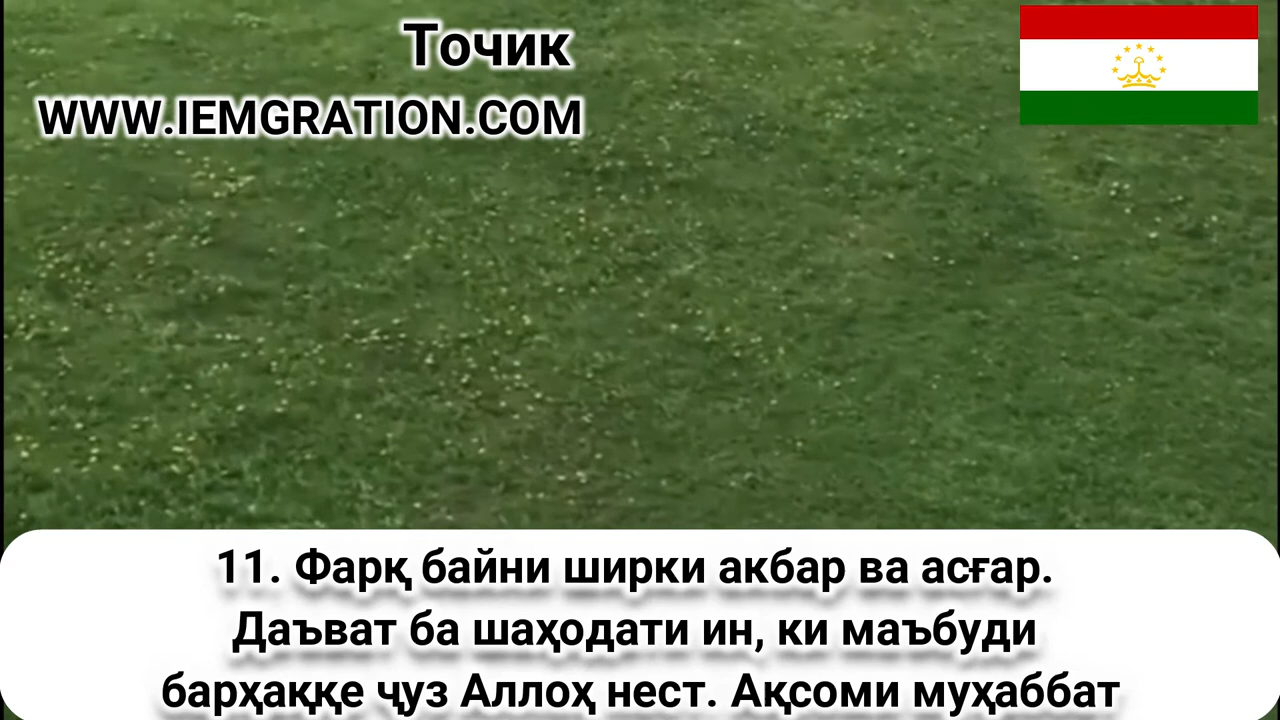 Точик
WWW.IEMGRATION.COM
11. Фарқ байни ширки акбар ва асғар.
Даъват ба шаҳодати ин, ки маъбуди
барҳаққе ҷуз Аллоҳ нест. Ақсоми муҳаббат